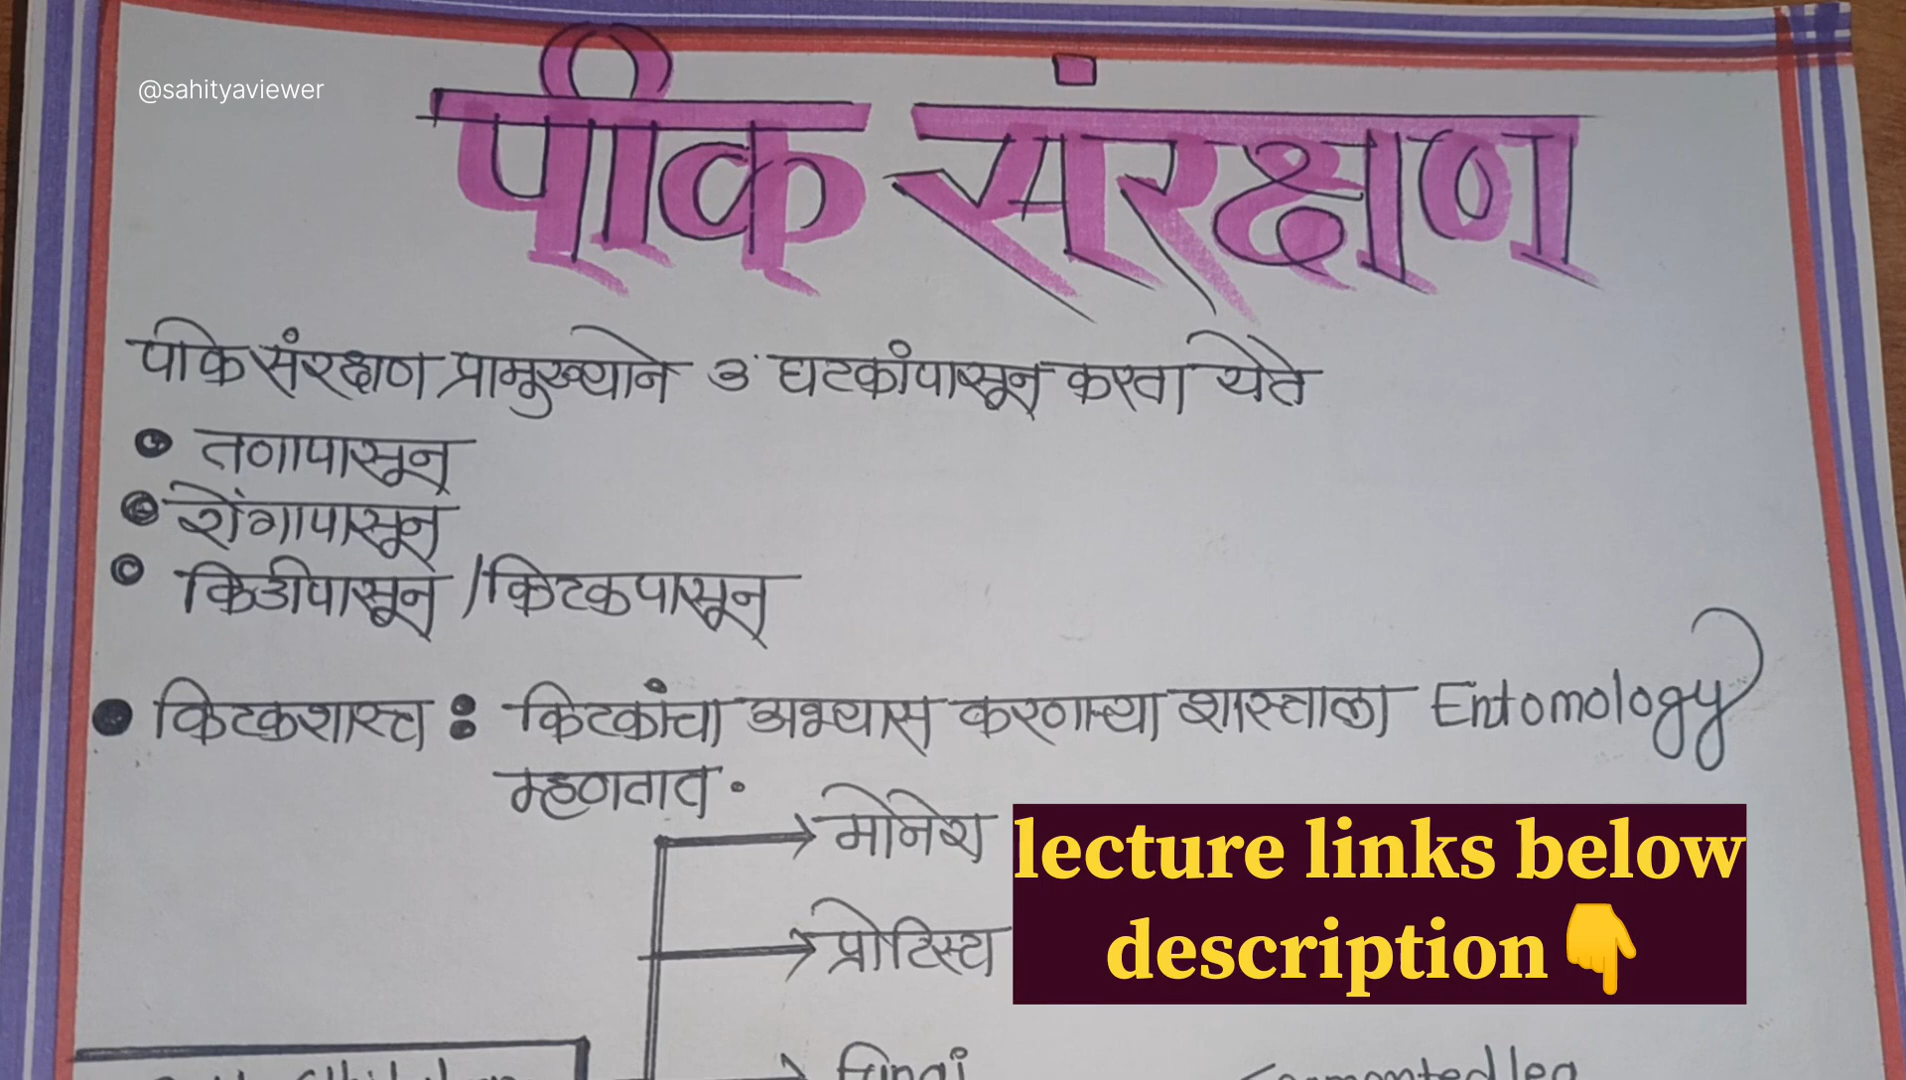 @sahityaviewer
पीक संरक्षण
पीक संरक्षण प्रामुख्याने ३ घटकांपासून करता येते
तणापासून
रोगापासून
किडीपासून / किटकपासून
किटकशास्त्र : किटकांचा अभ्यास करणाऱ्या शास्त्राला Entomology
म्हणतात.
मोनेरा
प्रोटिस्टा
lecture links below
description👇
Fungi